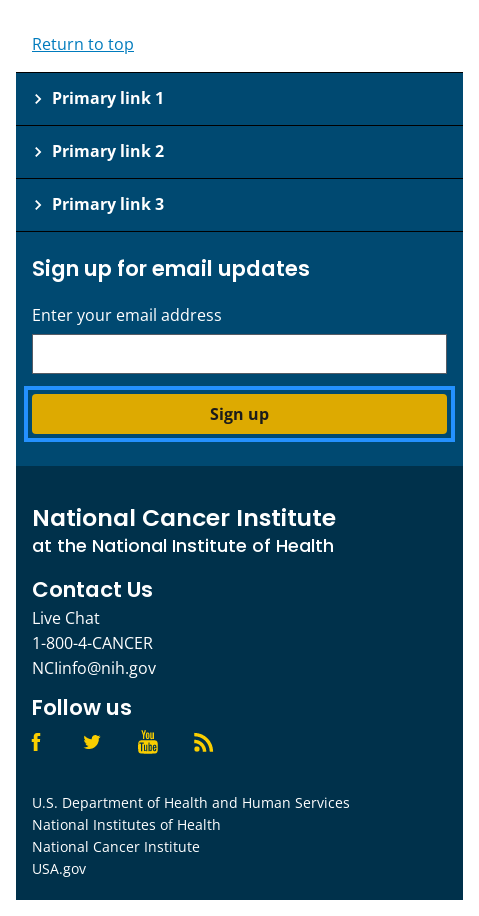 Return to top
Primary link 1
Primary link 2
Primary link 3
Sign up for email updates
Enter your email address
Sign up
National Cancer Institute
at the National Institute of Health
Contact Us
Live Chat
1-800-4-CANCER
NCIinfo@nih.gov
Follow us
You
Tube
U.S. Department of Health and Human Services
National Institutes of Health
National Cancer Institute
USA.gov